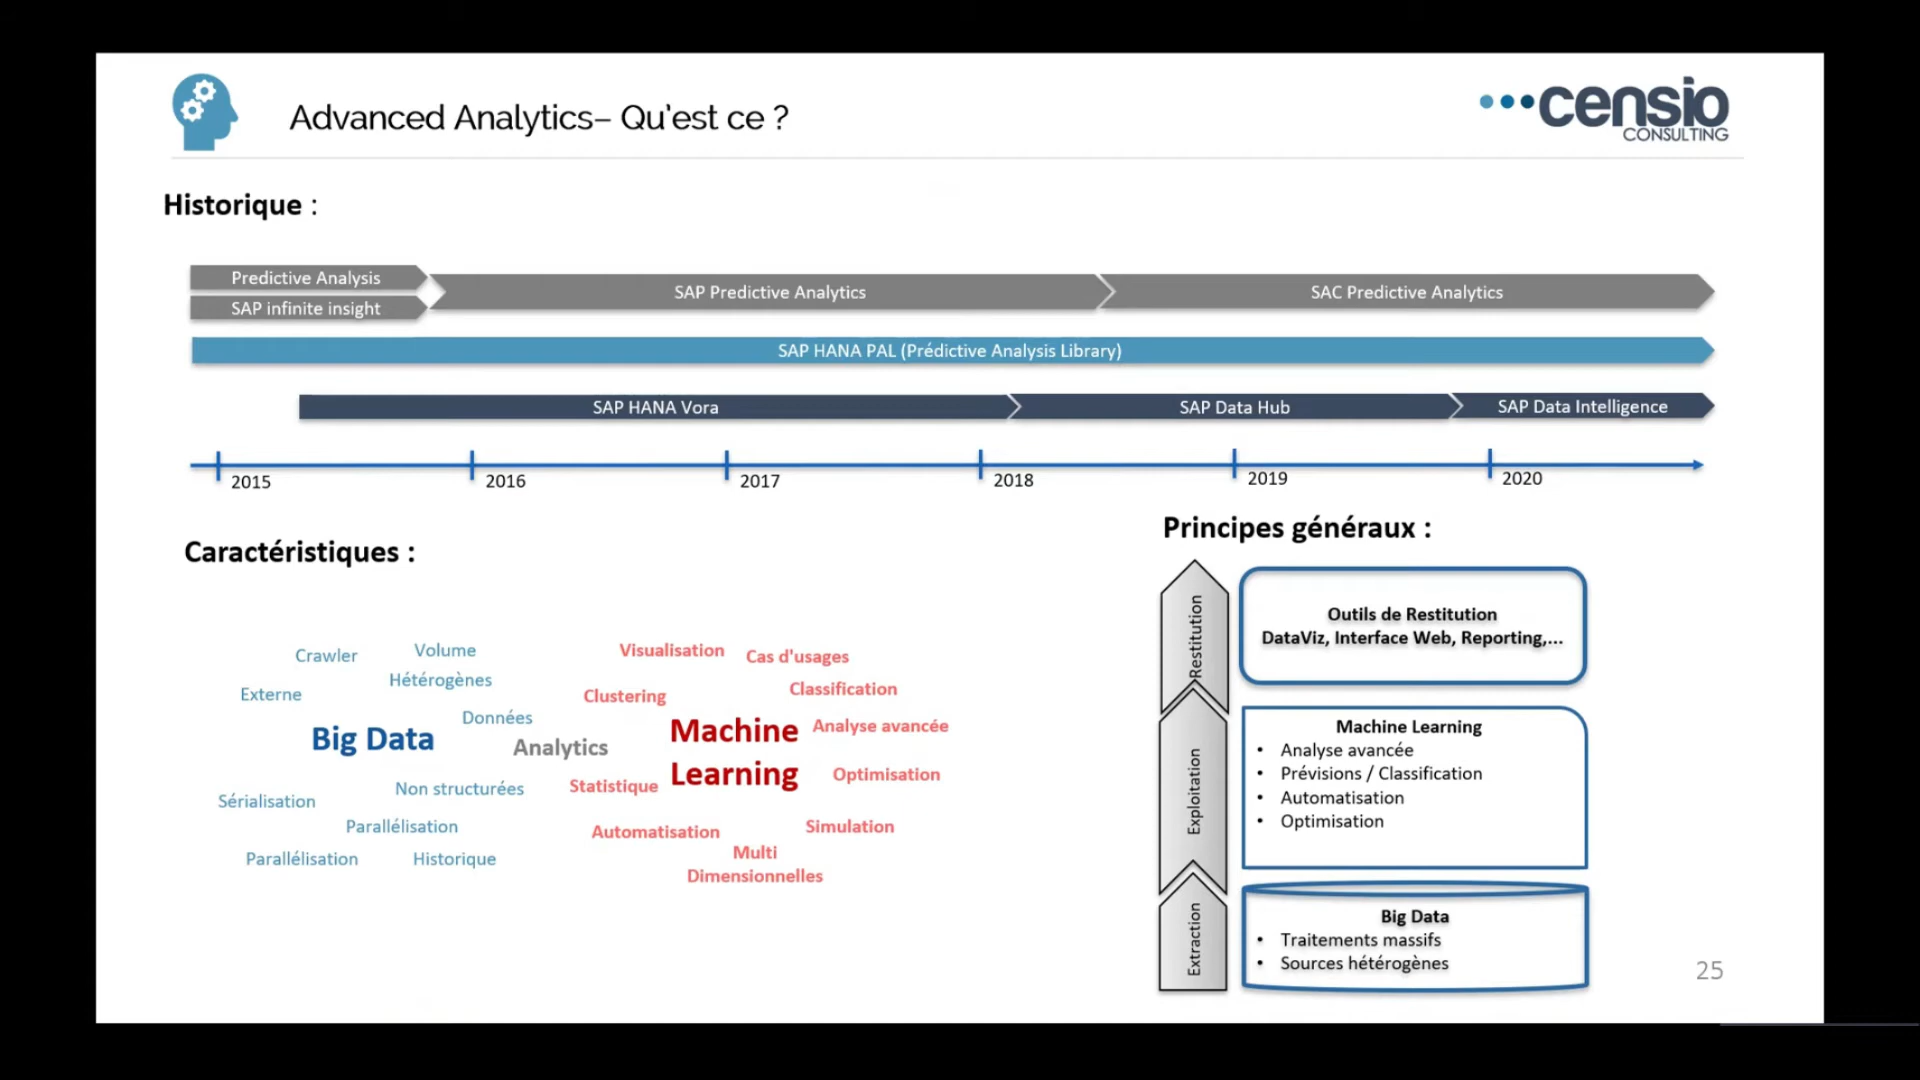 Advanced Analytics– Qu'est ce ?
censio
CONSULTING
Historique :
Predictive Analysis
SAP infinite insight
SAP Predictive Analytics
SAC Predictive Analytics
SAP HANA PAL (Prédictive Analysis Library)
SAP HANA Vora
SAP Data Hub
SAP Data Intelligence
2015
2016
2017
2018
2019
2020
Caractéristiques :
Crawler
Volume
Hétérogènes
Externe
Données
Big Data
Analytics
Non structurées
Sérialisation
Parallélisation
Parallélisation
Historique
Visualisation
Cas d'usages
Clustering
Classification
Machine
Learning
Analyse avancée
Statistique
Optimisation
Automatisation
Simulation
Multi
Dimensionnelles
Principes généraux :
Restitution
Outils de Restitution
DataViz, Interface Web, Reporting,...
Exploitation
Machine Learning
• Analyse avancée
• Prévisions / Classification
• Automatisation
• Optimisation
Extraction
Big Data
• Traitements massifs
• Sources hétérogènes
25